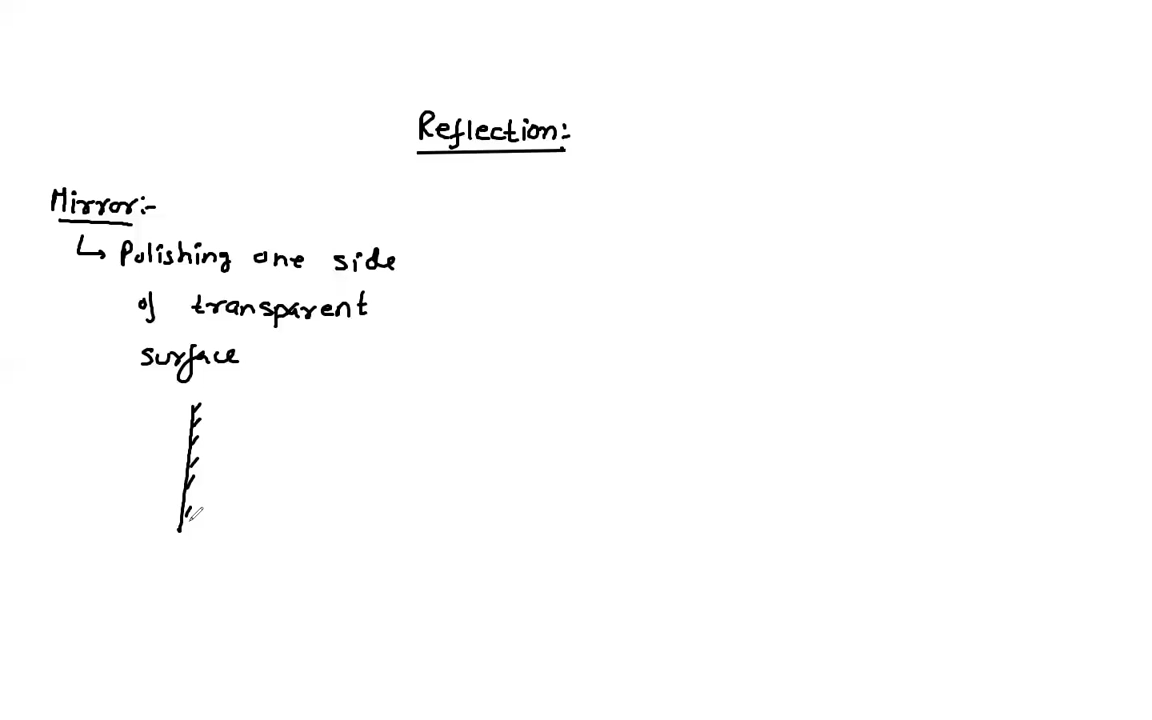 Reflection:-
Mirror:-
↳ Polishing one side
of transparent
surface